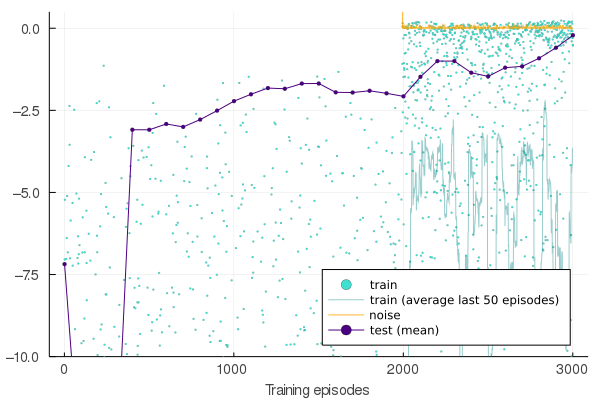 0.0
−2.5
−5.0
−7.5
−10.0
train
train (average last 50 episodes)
noise
test (mean)
0
1000
2000
3000
Training episodes